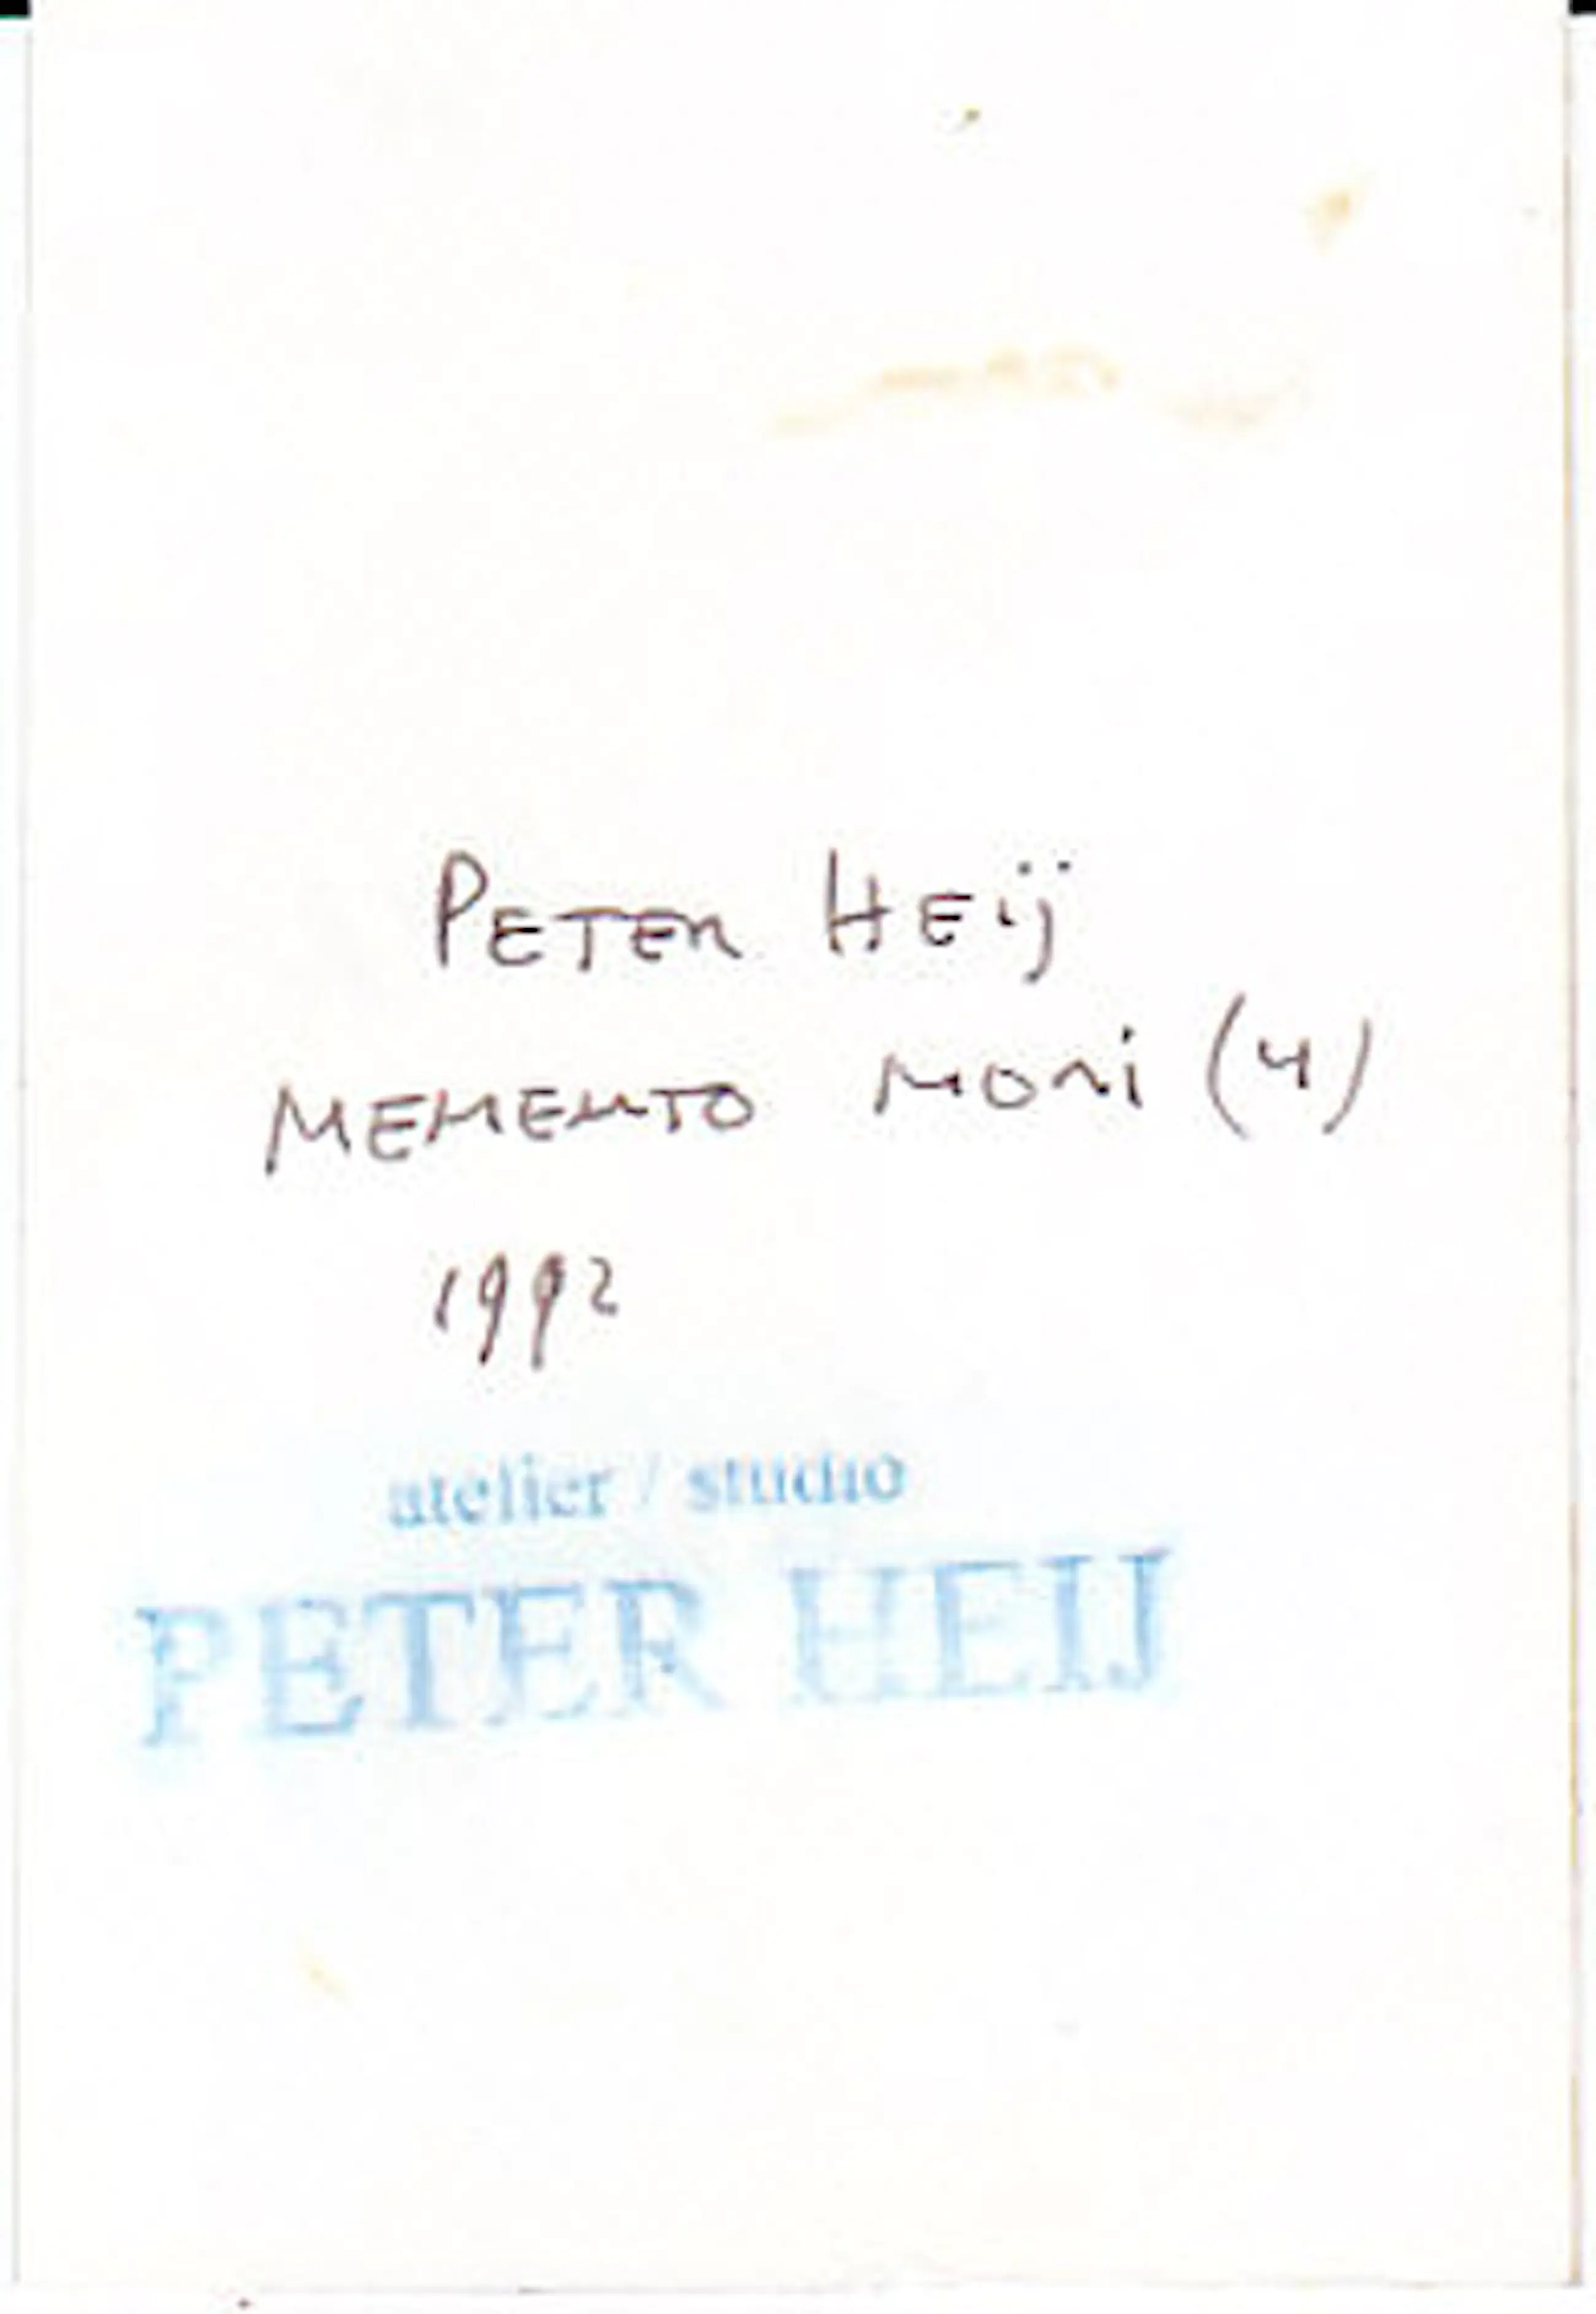 PETER HEij
MEMENTO MORi (4)
1992
atelier / studio
PETER HEIJ